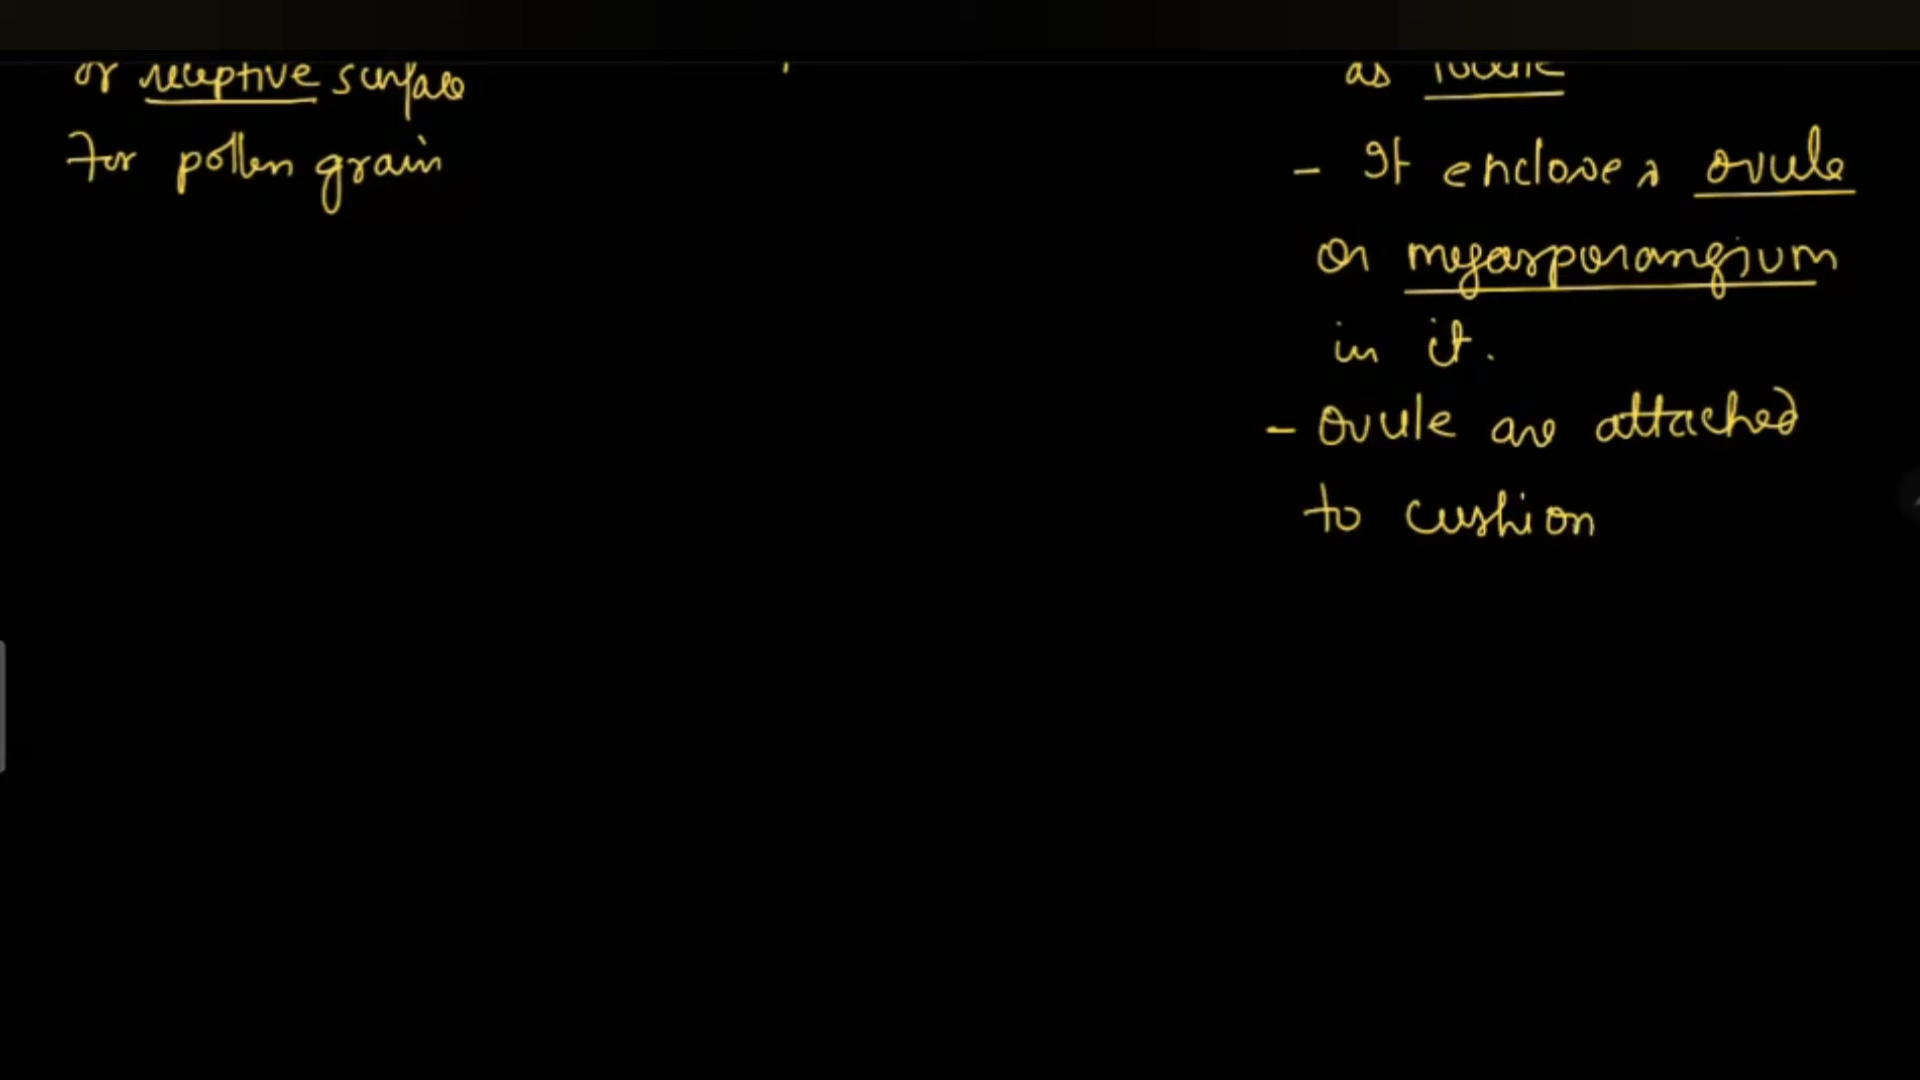 or receptive surface
For pollen grain
as locule
- It encloses ovule
or megasporangium
in it.
- Ovule are attached
to cushion